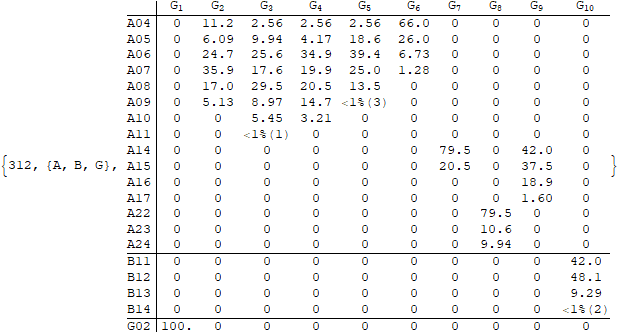 G₁ G₂ G₃ G₄ G₅ G₆ G₇ G₈ G₉ G₁₀
A04 0 11.2 2.56 2.56 2.56 66.0 0 0 0 0
A05 0 6.09 9.94 4.17 18.6 26.0 0 0 0 0
A06 0 24.7 25.6 34.9 39.4 6.73 0 0 0 0
A07 0 35.9 17.6 19.9 25.0 1.28 0 0 0 0
A08 0 17.0 29.5 20.5 13.5 0 0 0 0 0
A09 0 5.13 8.97 14.7 <1%(3) 0 0 0 0 0
A10 0 0 5.45 3.21 0 0 0 0 0 0
A11 0 0 <1%(1) 0 0 0 0 0 0 0
A14 0 0 0 0 0 0 79.5 0 42.0 0
{312, {A, B, G}, A15 0 0 0 0 0 0 20.5 0 37.5 0 }
A16 0 0 0 0 0 0 0 0 18.9 0
A17 0 0 0 0 0 0 0 0 1.60 0
A22 0 0 0 0 0 0 0 79.5 0 0
A23 0 0 0 0 0 0 0 10.6 0 0
A24 0 0 0 0 0 0 0 9.94 0 0
B11 0 0 0 0 0 0 0 0 0 42.0
B12 0 0 0 0 0 0 0 0 0 48.1
B13 0 0 0 0 0 0 0 0 0 9.29
B14 0 0 0 0 0 0 0 0 0 <1%(2)
G02 100. 0 0 0 0 0 0 0 0 0